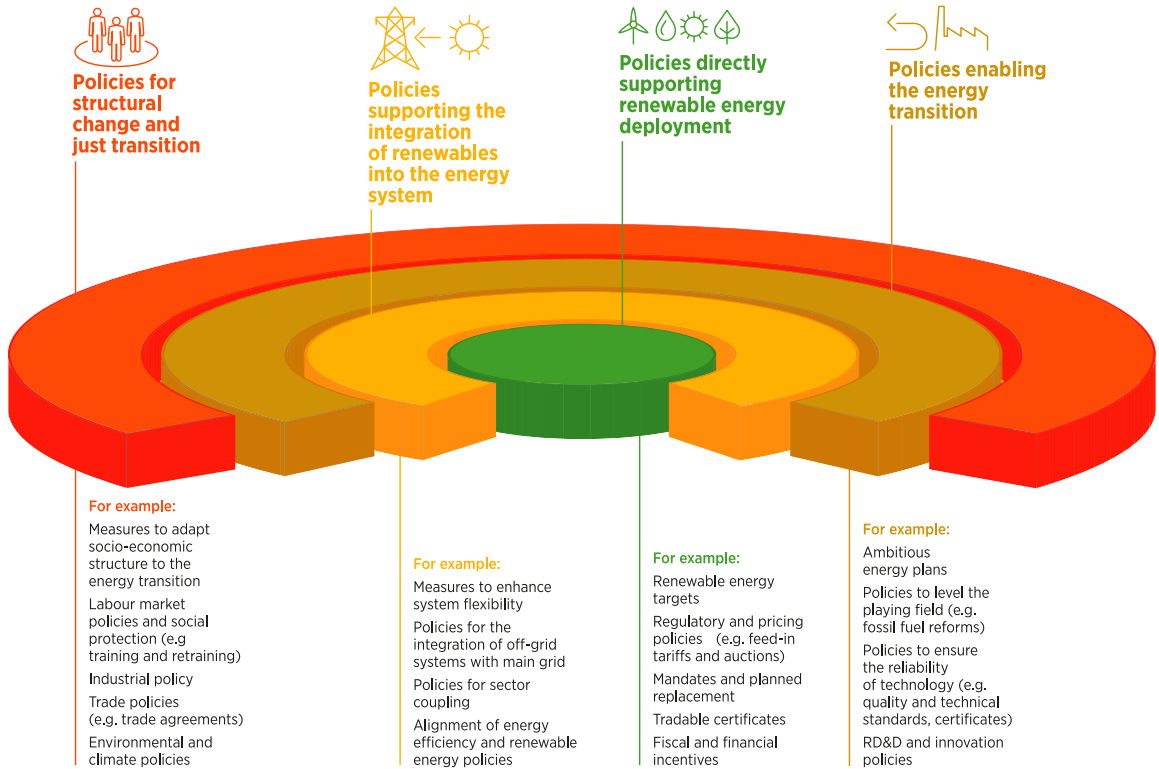 Policies for
structural
change and
just transition
Policies
supporting the
integration
of renewables
into the energy
system
Policies directly
supporting
renewable energy
deployment
Policies enabling
the energy
transition
For example:
Measures to adapt
socio-economic
structure to the
energy transition
Labour market
policies and social
protection (e.g
training and retraining)
Industrial policy
Trade policies
(e.g. trade agreements)
Environmental and
climate policies
For example:
Measures to enhance
system flexibility
Policies for the
integration of off-grid
systems with main grid
Policies for sector
coupling
Alignment of energy
efficiency and renewable
energy policies
For example:
Renewable energy
targets
Regulatory and pricing
policies (e.g. feed-in
tariffs and auctions)
Mandates and planned
replacement
Tradable certificates
Fiscal and financial
incentives
For example:
Ambitious
energy plans
Policies to level the
playing field (e.g.
fossil fuel reforms)
Policies to ensure
the reliability
of technology (e.g.
quality and technical
standards, certificates)
RD&D and innovation
policies